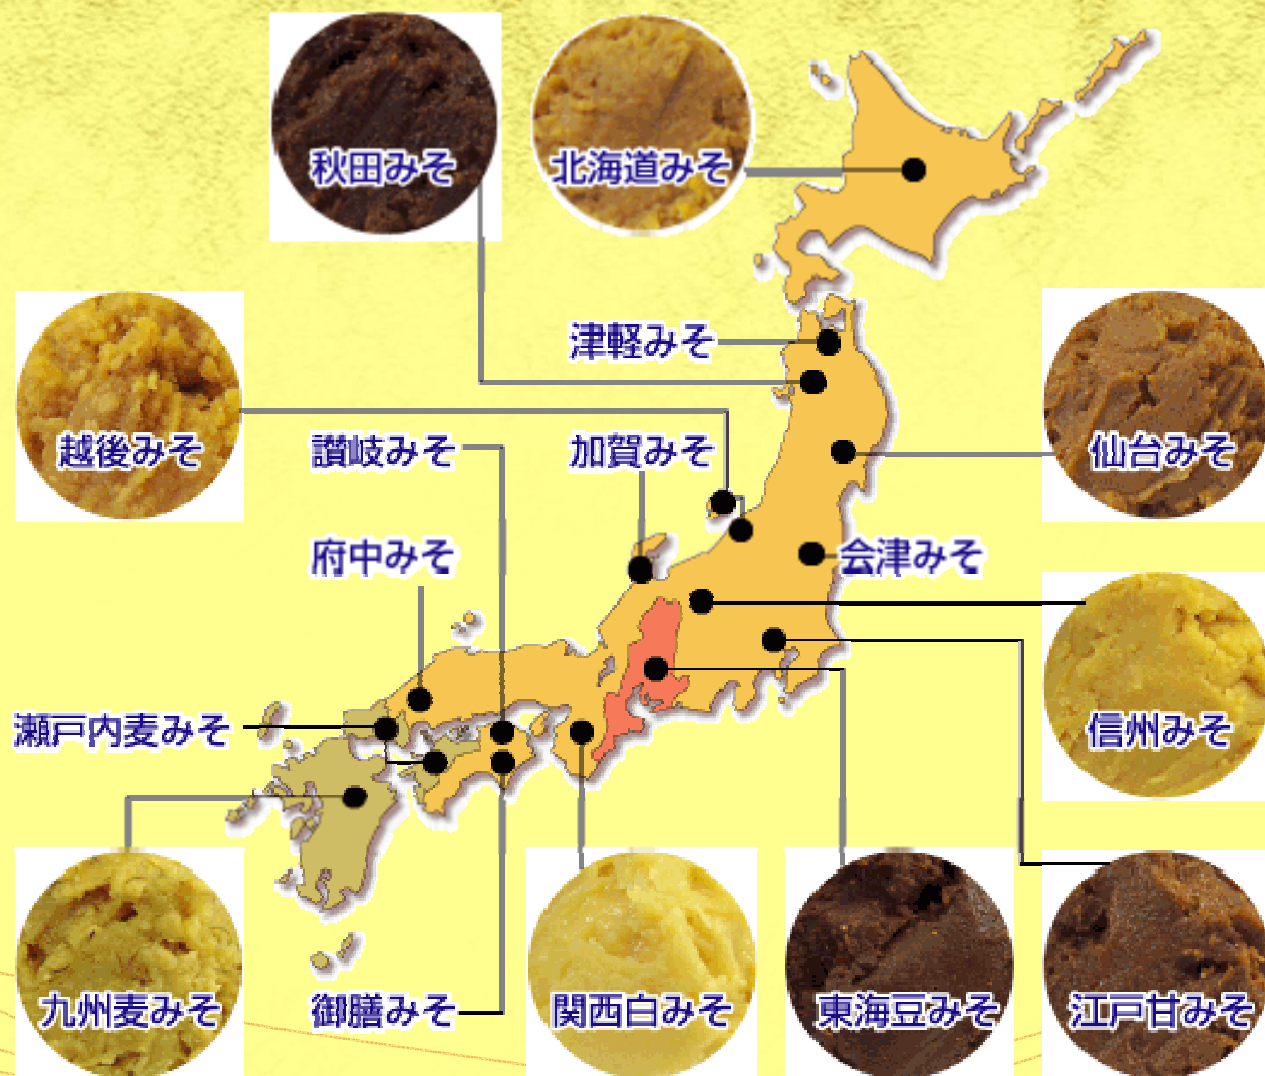 秋田みそ
北海道みそ
津軽みそ
越後みそ
讃岐みそ
加賀みそ
仙台みそ
府中みそ
会津みそ
瀬戸内麦みそ
信州みそ
九州麦みそ
御膳みそ
関西白みそ
東海豆みそ
江戸甘みそ